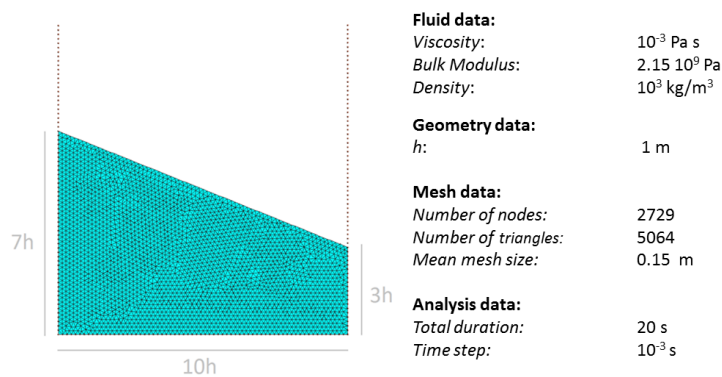 7h
3h
10h
Fluid data:
Viscosity: 10⁻³ Pa s
Bulk Modulus: 2.15 10⁹ Pa
Density: 10³ kg/m³
Geometry data:
h: 1 m
Mesh data:
Number of nodes: 2729
Number of triangles: 5064
Mean mesh size: 0.15 m
Analysis data:
Total duration: 20 s
Time step: 10⁻³ s